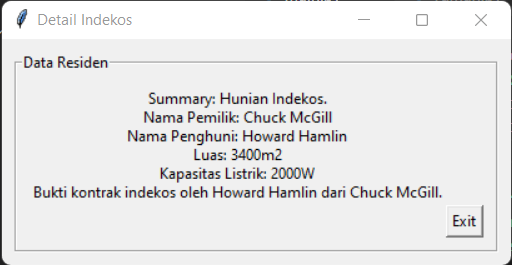 Detail Indekos
Data Residen
Summary: Hunian Indekos.
Nama Pemilik: Chuck McGill
Nama Penghuni: Howard Hamlin
Luas: 3400m2
Kapasitas Listrik: 2000W
Bukti kontrak indekos oleh Howard Hamlin dari Chuck McGill.
Exit